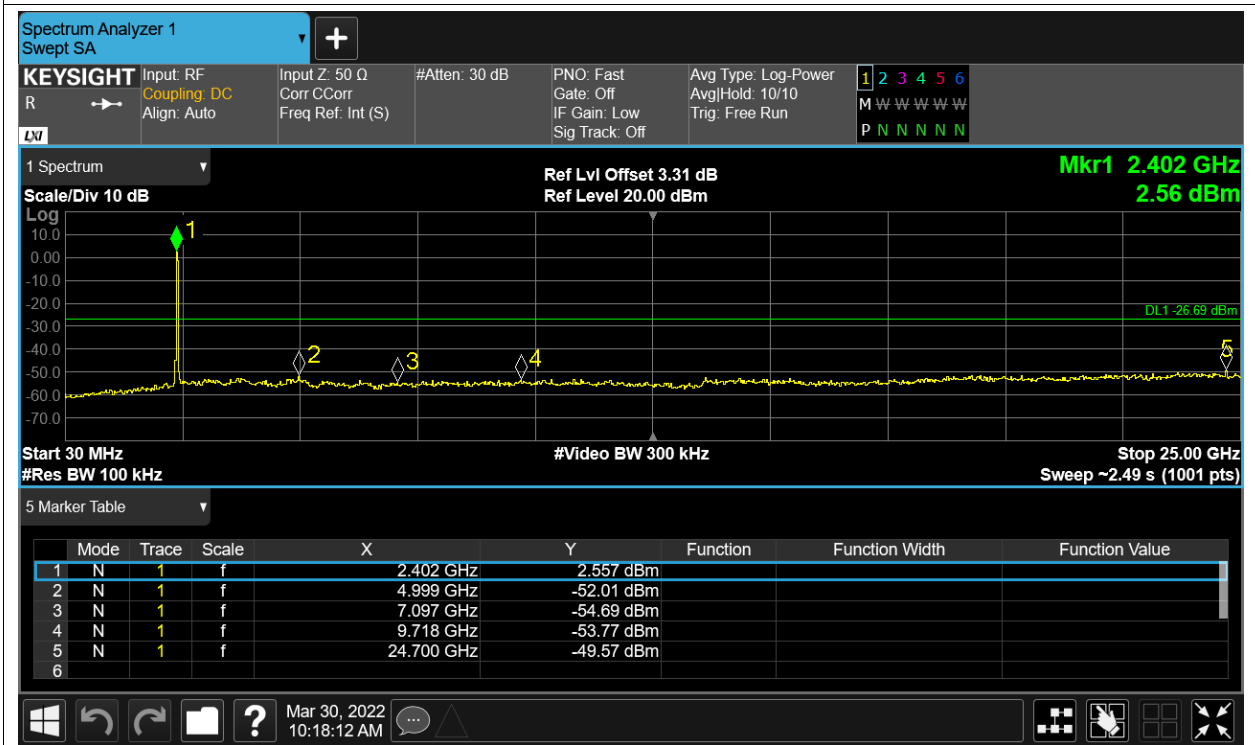 Spectrum Analyzer 1
Swept SA
+
KEYSIGHT
R
LXI
Input: RF
Coupling: DC
Align: Auto
Input Z: 50 Ω
Corr CCorr
Freq Ref: Int (S)
#Atten: 30 dB
PNO: Fast
Gate: Off
IF Gain: Low
Sig Track: Off
Avg Type: Log-Power
Avg|Hold: 10/10
Trig: Free Run
1 2 3 4 5 6
M W W W W W
P N N N N N
1 Spectrum
Scale/Div 10 dB
Ref Lvl Offset 3.31 dB
Ref Level 20.00 dBm
Mkr1 2.402 GHz
2.56 dBm
Log
10.0
0.00
-10.0
-20.0
-30.0
-40.0
-50.0
-60.0
-70.0
1
2
3
4
5
DL1 -26.69 dBm
Start 30 MHz #Video BW 300 kHz Stop 25.00 GHz
#Res BW 100 kHz Sweep ~2.49 s (1001 pts)
5 Marker Table
Mode Trace Scale X Y Function Function Width Function Value
1 N 1 f 2.402 GHz 2.557 dBm
2 N 1 f 4.999 GHz -52.01 dBm
3 N 1 f 7.097 GHz -54.69 dBm
4 N 1 f 9.718 GHz -53.77 dBm
5 N 1 f 24.700 GHz -49.57 dBm
6
?
Mar 30, 2022
10:18:12 AM